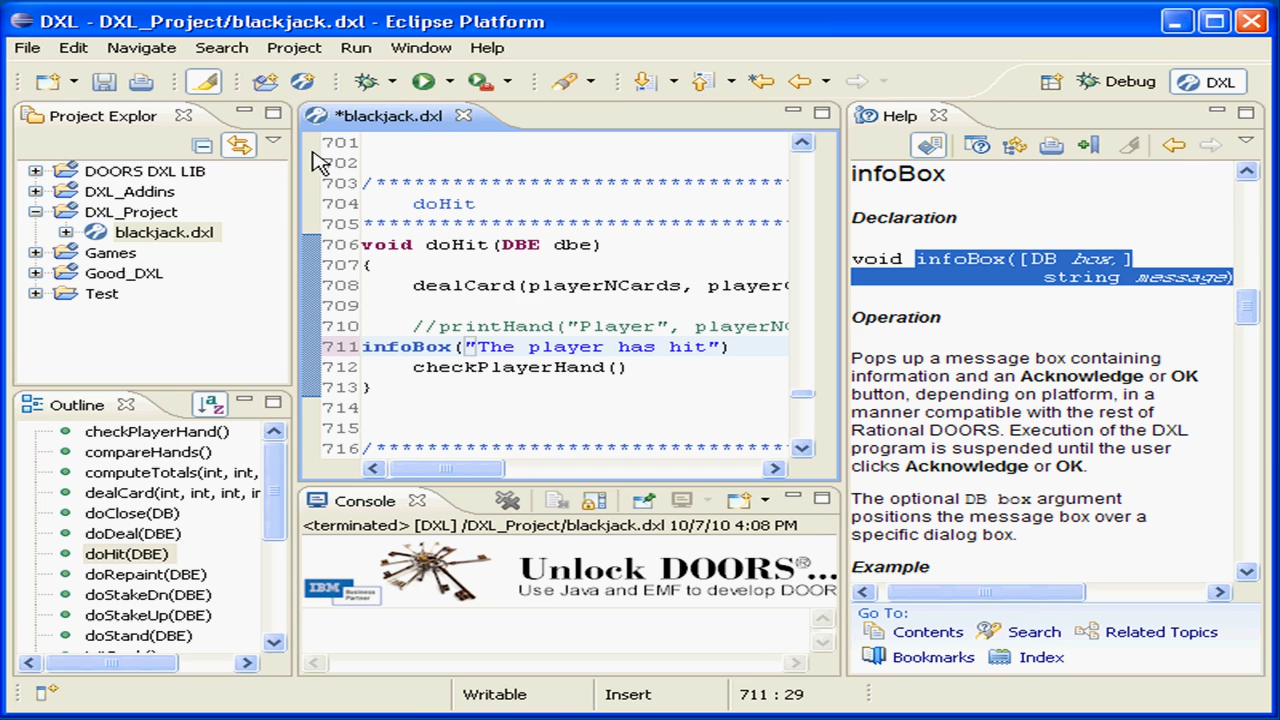 DXL - DXL_Project/blackjack.dxl - Eclipse Platform
File Edit Navigate Search Project Run Window Help
Debug DXL
Project Explor
DOORS DXL LIB
DXL_Addins
DXL_Project
blackjack.dxl
Games
Good_DXL
Test
Outline
checkPlayerHand()
compareHands()
computeTotals(int, int,
dealCard(int, int, ir
doClose(DB)
doDeal(DBE)
doHit(DBE)
doRepaint(DBE)
doStakeDn(DBE)
doStakeUp(DBE)
doStand(DBE)
*blackjack.dxl
701
702
703 /*********************************
704 doHit
705 **********************************
706 void doHit(DBE dbe)
707 {
708 dealCard(playerNCards, player
709
710 //printHand("Player", playerN
711 infoBox("The player has hit")
712 checkPlayerHand()
713 }
714
715
716 /*********************************
Console
<terminated> [DXL] /DXL_Project/blackjack.dxl 10/7/10 4:08 PM
IBM Business Partner
Unlock DOORS®...
Use Java and EMF to develop DOOR
Help
infoBox
Declaration
void infoBox([DB box,]
string message)
Operation
Pops up a message box containing
information and an Acknowledge or OK
button, depending on platform, in a
manner compatible with the rest of
Rational DOORS. Execution of the DXL
program is suspended until the user
clicks Acknowledge or OK.
The optional DB box argument
positions the message box over a
specific dialog box.
Example
Go To:
Contents Search Related Topics
Bookmarks Index
Writable Insert 711 : 29